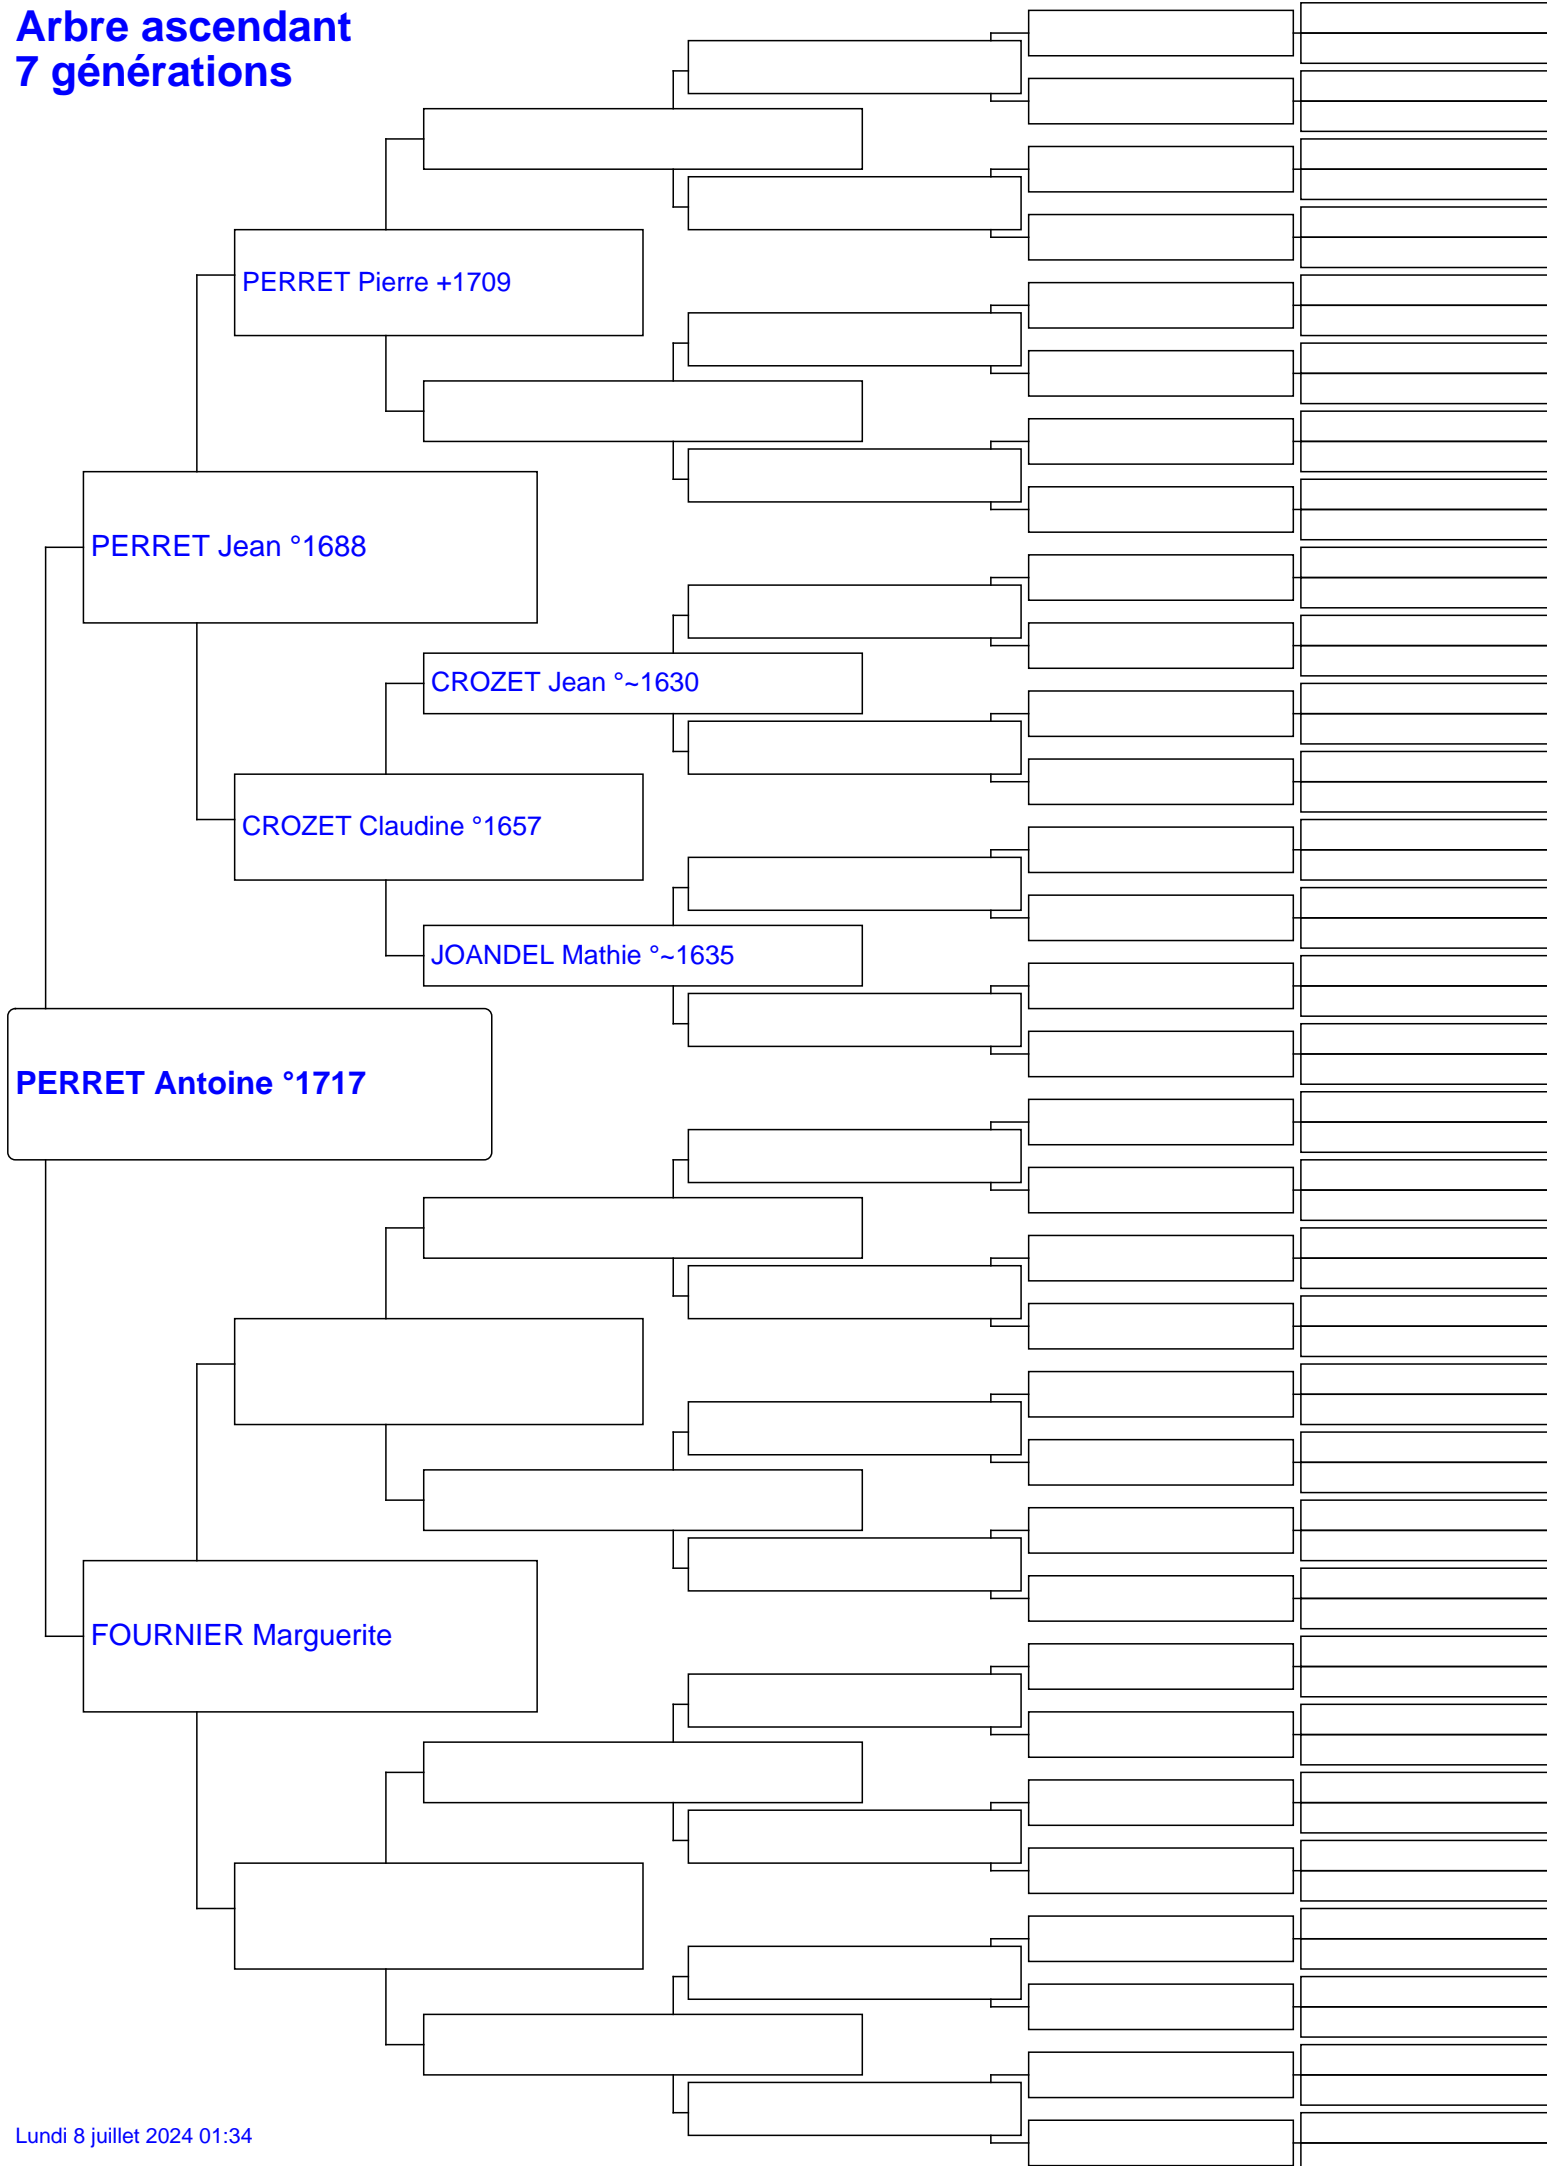 Arbre ascendant
7 générations
PERRET Pierre +1709
PERRET Jean °1688
CROZET Jean °~1630
CROZET Claudine °1657
JOANDEL Mathie °~1635
PERRET Antoine °1717
FOURNIER Marguerite
Lundi 8 juillet 2024 01:34